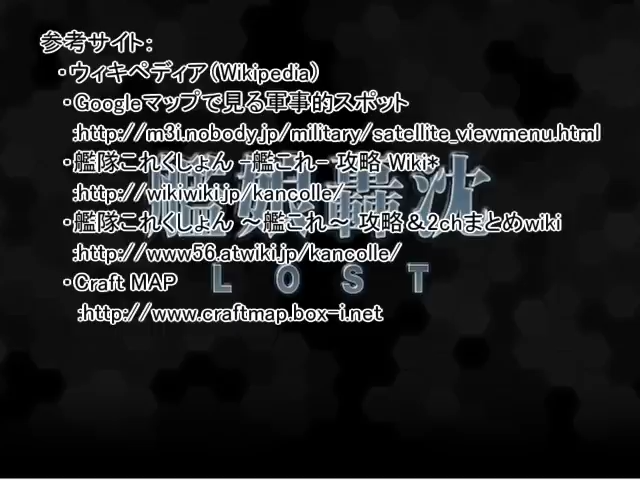 参考サイト：
・ウィキペディア（Wikipedia）
・Googleマップで見る軍事的スポット
:http://m3i.nobody.jp/military/satellite_viewmenu.html
・艦隊これくしょん -艦これ- 攻略 Wiki*
:http://wikiwiki.jp/kancolle/
・艦隊これくしょん ～艦これ～ 攻略＆2chまとめwiki
:http://www56.atwiki.jp/kancolle/
・Craft MAP
:http://www.craftmap.box-i.net
艦娘轟沈
LOST